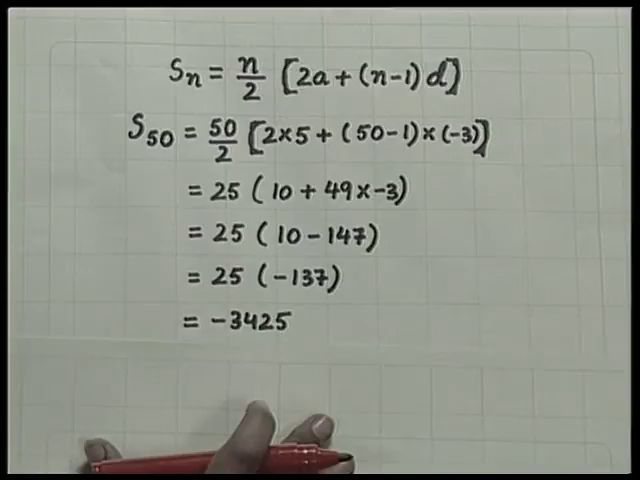 Sn = n/2 [2a + (n-1) d]
S50 = 50/2 [2×5 + (50-1)×(-3)]
= 25 (10 + 49×-3)
= 25 (10 - 147)
= 25 (-137)
= -3425